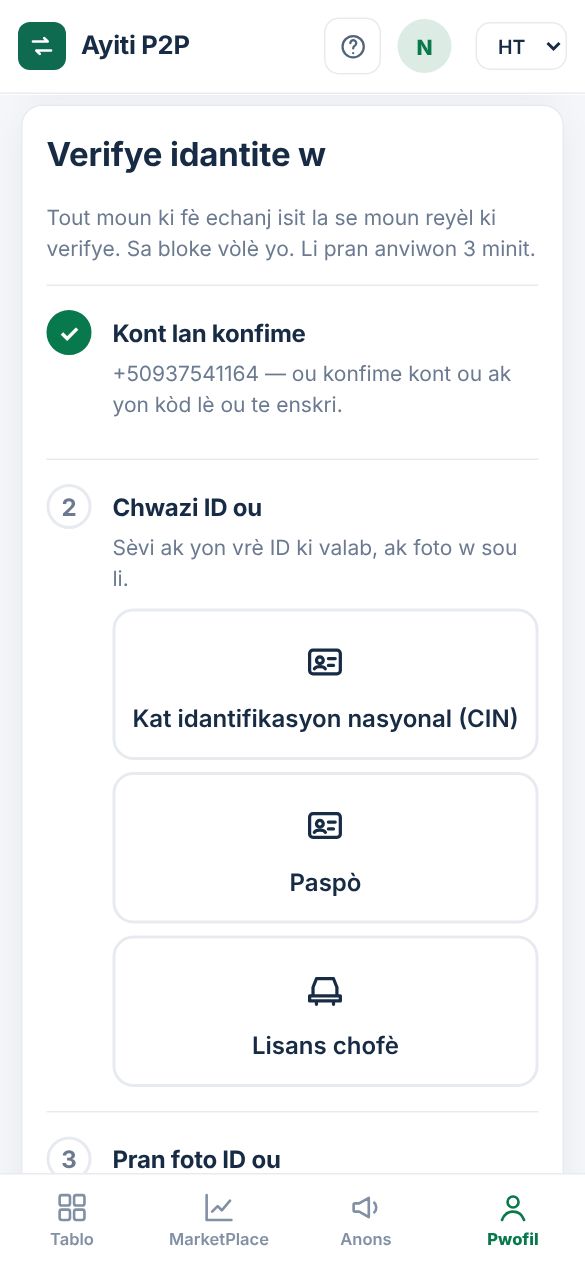 Ayiti P2P
N
HT
Verifye idantite w
Tout moun ki fè echanj isit la se moun reyèl ki
verifye. Sa bloke vòlè yo. Li pran anviwon 3 minit.
Kont lan konfime
+50937541164 — ou konfime kont ou ak
yon kòd lè ou te enskri.
2
Chwazi ID ou
Sèvi ak yon vrè ID ki valab, ak foto w sou
li.
Kat idantifikasyon nasyonal (CIN)
Paspò
Lisans chofè
3
Pran foto ID ou
Tablo
MarketPlace
Anons
Pwofil